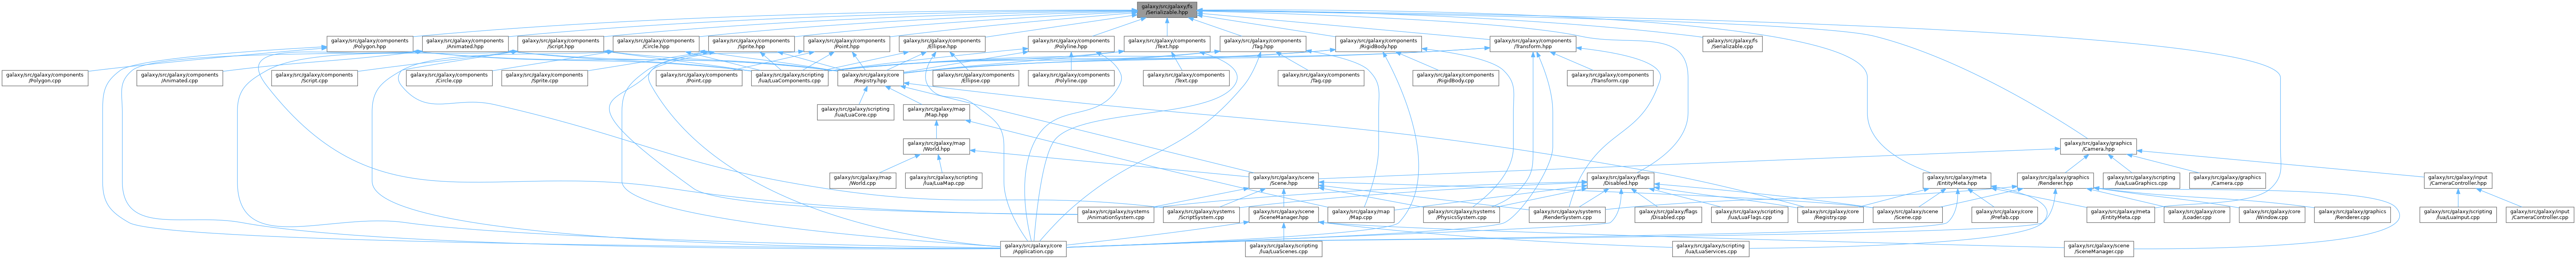 galaxy/src/galaxy/fs
/Serializable.hpp
galaxy/src/galaxy/components
/Polygon.hpp
galaxy/src/galaxy/components
/Animated.hpp
galaxy/src/galaxy/components
/Script.hpp
galaxy/src/galaxy/components
/Circle.hpp
galaxy/src/galaxy/components
/Sprite.hpp
galaxy/src/galaxy/components
/Point.hpp
galaxy/src/galaxy/components
/Ellipse.hpp
galaxy/src/galaxy/components
/Polyline.hpp
galaxy/src/galaxy/components
/Text.hpp
galaxy/src/galaxy/components
/Tag.hpp
galaxy/src/galaxy/components
/RigidBody.hpp
galaxy/src/galaxy/components
/Transform.hpp
galaxy/src/galaxy/fs
/Serializable.cpp
galaxy/src/galaxy/components
/Polygon.cpp
galaxy/src/galaxy/components
/Animated.cpp
galaxy/src/galaxy/components
/Script.cpp
galaxy/src/galaxy/components
/Circle.cpp
galaxy/src/galaxy/components
/Sprite.cpp
galaxy/src/galaxy/components
/Point.cpp
galaxy/src/galaxy/scripting
/lua/LuaComponents.cpp
galaxy/src/galaxy/core
/Registry.hpp
galaxy/src/galaxy/components
/Ellipse.cpp
galaxy/src/galaxy/components
/Polyline.cpp
galaxy/src/galaxy/components
/Text.cpp
galaxy/src/galaxy/components
/Tag.cpp
galaxy/src/galaxy/components
/RigidBody.cpp
galaxy/src/galaxy/components
/Transform.cpp
galaxy/src/galaxy/scripting
/lua/LuaCore.cpp
galaxy/src/galaxy/map
/Map.hpp
galaxy/src/galaxy/map
/World.hpp
galaxy/src/galaxy/graphics
/Camera.hpp
galaxy/src/galaxy/map
/World.cpp
galaxy/src/galaxy/scripting
/lua/LuaMap.cpp
galaxy/src/galaxy/scene
/Scene.hpp
galaxy/src/galaxy/flags
/Disabled.hpp
galaxy/src/galaxy/meta
/EntityMeta.hpp
galaxy/src/galaxy/graphics
/Renderer.hpp
galaxy/src/galaxy/scripting
/lua/LuaGraphics.cpp
galaxy/src/galaxy/graphics
/Camera.cpp
galaxy/src/galaxy/input
/CameraController.hpp
galaxy/src/galaxy/systems
/AnimationSystem.cpp
galaxy/src/galaxy/systems
/ScriptSystem.cpp
galaxy/src/galaxy/scene
/SceneManager.hpp
galaxy/src/galaxy/map
/Map.cpp
galaxy/src/galaxy/systems
/PhysicsSystem.cpp
galaxy/src/galaxy/systems
/RenderSystem.cpp
galaxy/src/galaxy/flags
/Disabled.cpp
galaxy/src/galaxy/scripting
/lua/LuaFlags.cpp
galaxy/src/galaxy/core
/Registry.cpp
galaxy/src/galaxy/scene
/Scene.cpp
galaxy/src/galaxy/core
/Prefab.cpp
galaxy/src/galaxy/meta
/EntityMeta.cpp
galaxy/src/galaxy/core
/Loader.cpp
galaxy/src/galaxy/core
/Window.cpp
galaxy/src/galaxy/graphics
/Renderer.cpp
galaxy/src/galaxy/scripting
/lua/LuaInput.cpp
galaxy/src/galaxy/input
/CameraController.cpp
galaxy/src/galaxy/core
/Application.cpp
galaxy/src/galaxy/scripting
/lua/LuaScenes.cpp
galaxy/src/galaxy/scripting
/lua/LuaServices.cpp
galaxy/src/galaxy/scene
/SceneManager.cpp